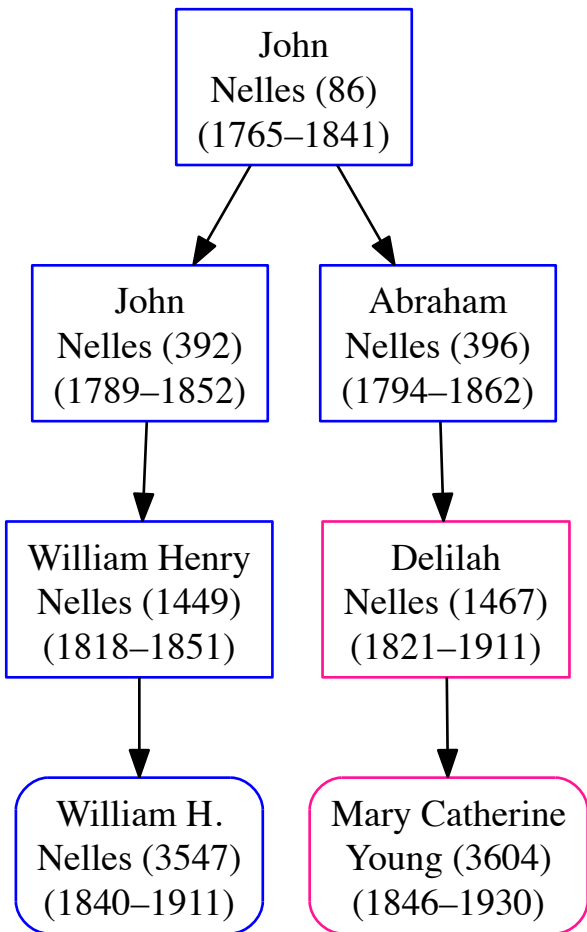 John
Nelles (86)
(1765–1841)
John
Nelles (392)
(1789–1852)
Abraham
Nelles (396)
(1794–1862)
William Henry
Nelles (1449)
(1818–1851)
Delilah
Nelles (1467)
(1821–1911)
William H.
Nelles (3547)
(1840–1911)
Mary Catherine
Young (3604)
(1846–1930)